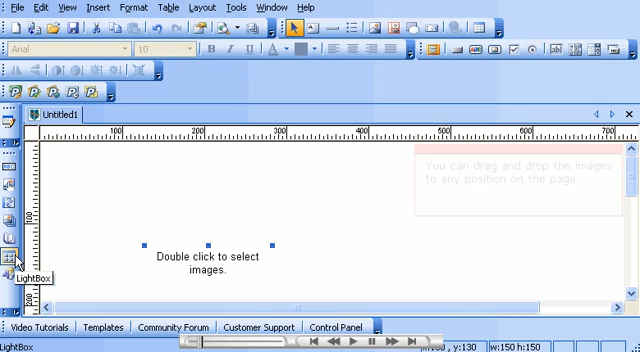 File Edit View Insert Format Table Layout Tools Window Help
Arial 10 B I U A
Untitled1
100 200 300 400 500 600 700
You can drag and drop the images
to any position on the page
100
Double click to select
images.
LightBox
200
Video Tutorials Templates Community Forum Customer Support Control Panel
LightBox y:130 w:150 h:150